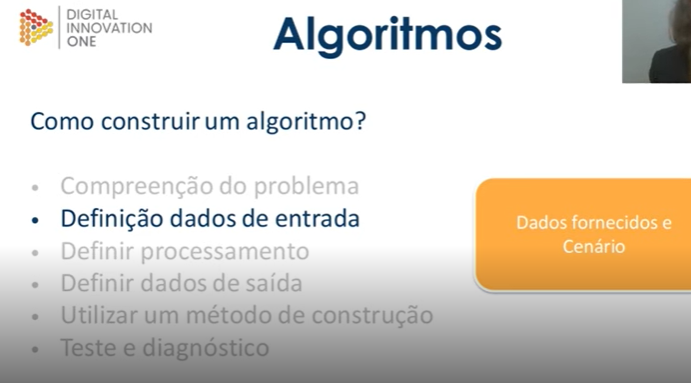 DIGITAL
INNOVATION
ONE
Algoritmos
Como construir um algoritmo?
• Compreenção do problema
• Definição dados de entrada
• Definir processamento
• Definir dados de saída
• Utilizar um método de construção
• Teste e diagnóstico
Dados fornecidos e
Cenário